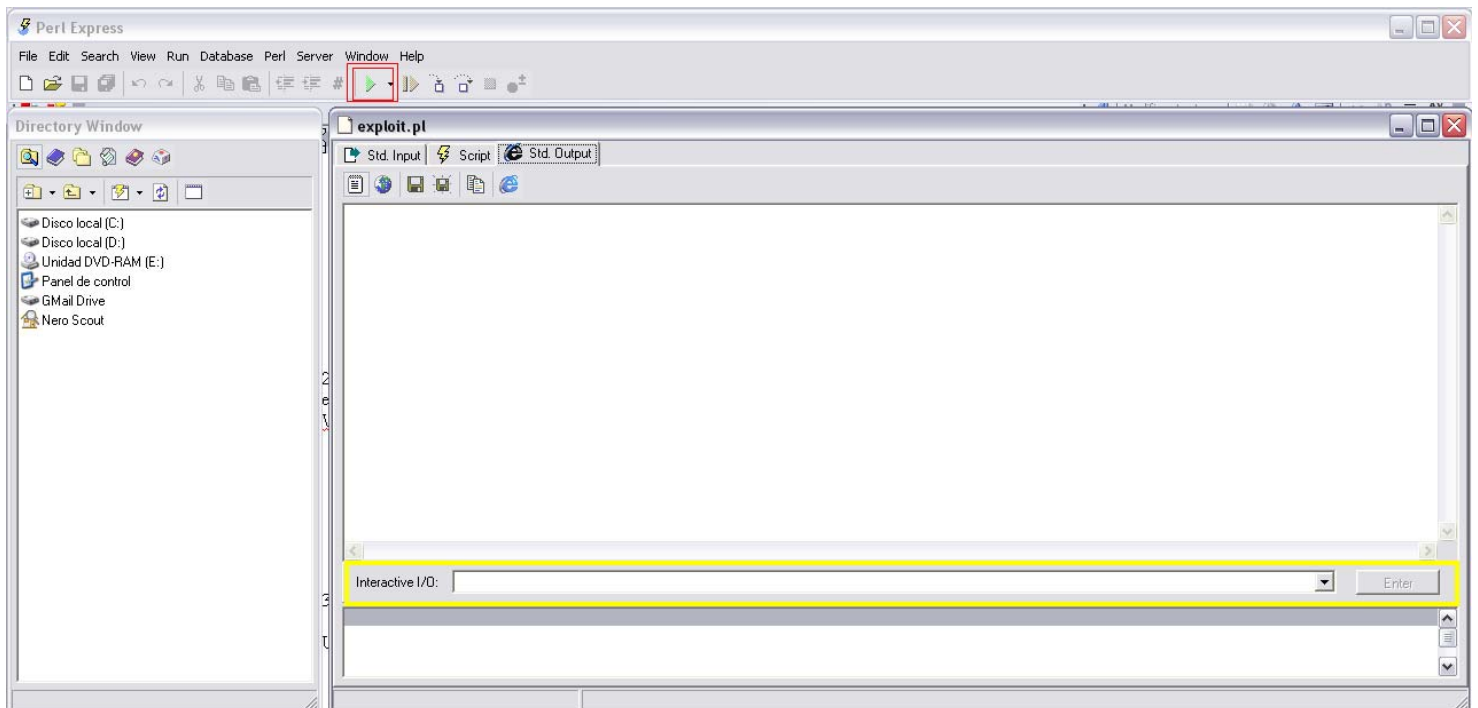 Perl Express
File Edit Search View Run Database Perl Server Window Help
Directory Window
exploit.pl
Std. Input Script Std. Output
Disco local (C:)
Disco local (D:)
Unidad DVD-RAM (E:)
Panel de control
GMail Drive
Nero Scout
Interactive I/O:
Enter